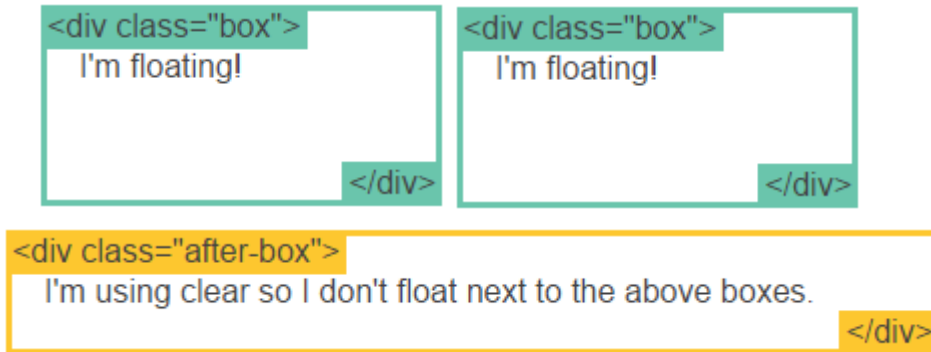 <div class="box"> <div class="box">
I'm floating! I'm floating!
</div> </div>
<div class="after-box">
I'm using clear so I don't float next to the above boxes.
</div>